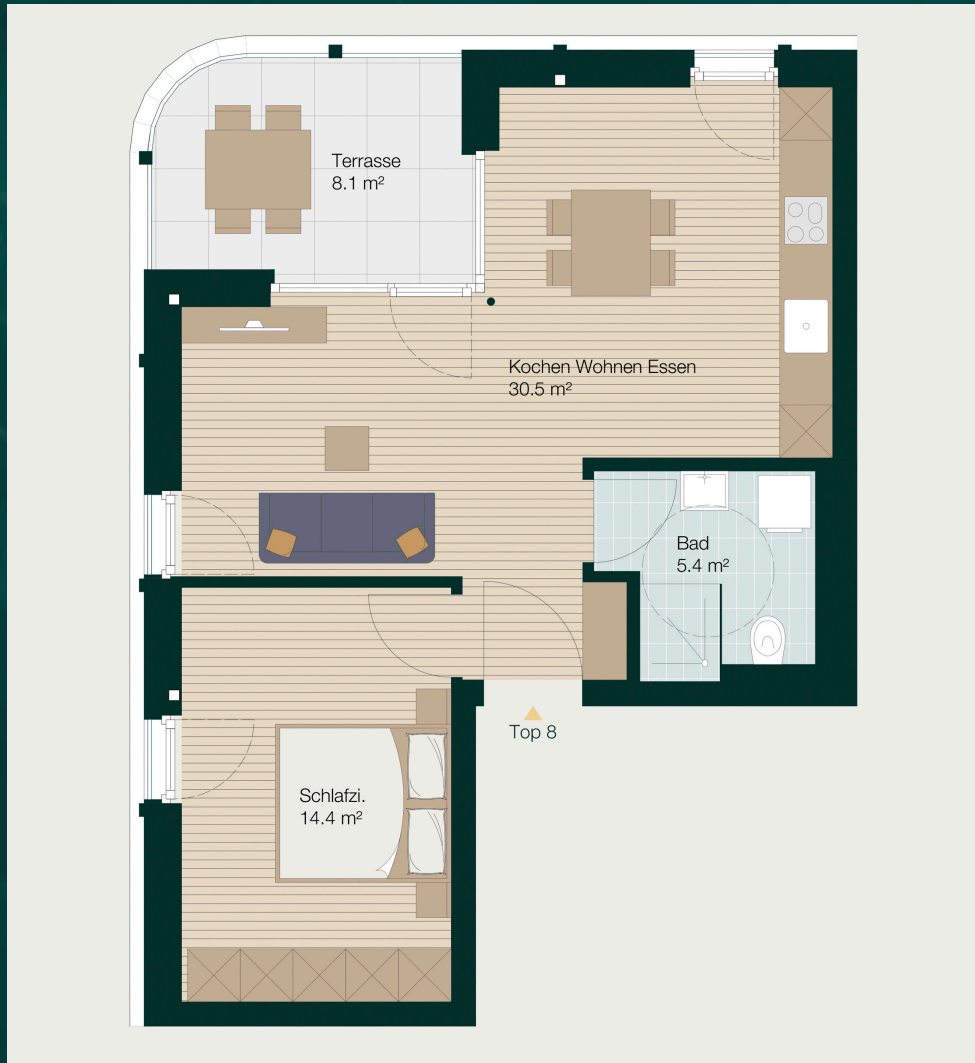 Terrasse
8.1 m²
Kochen Wohnen Essen
30.5 m²
Bad
5.4 m²
Top 8
Schlafzi.
14.4 m²